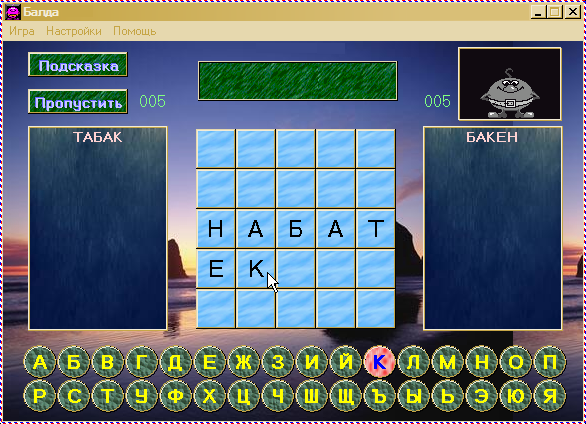 Балда
Игра Настройки Помощь
Подсказка
Пропустить 005 005
ТАБАК БАКЕН
Н А Б А Т
Е К
А Б В Г Д Е Ж З И Й К Л М Н О П
Р С Т У Ф Х Ц Ч Ш Щ Ъ Ы Ь Э Ю Я